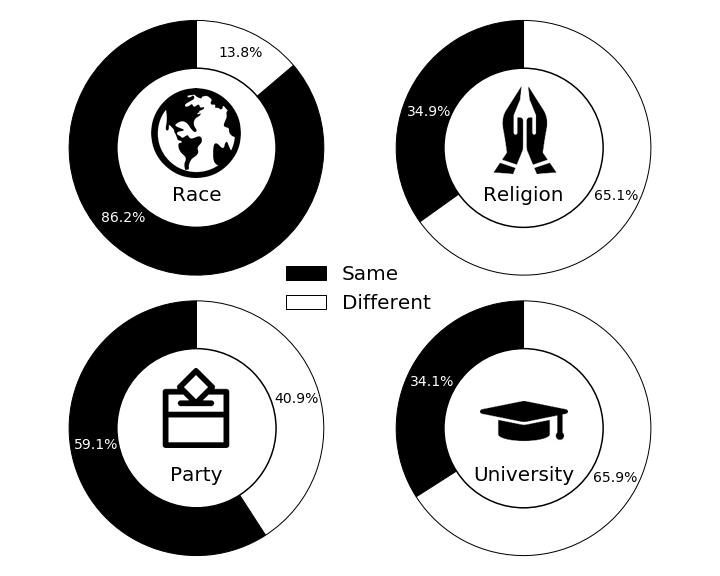 13.8%
Race
86.2%
34.9%
Religion
65.1%
Same
Different
40.9%
59.1%
Party
34.1%
University
65.9%